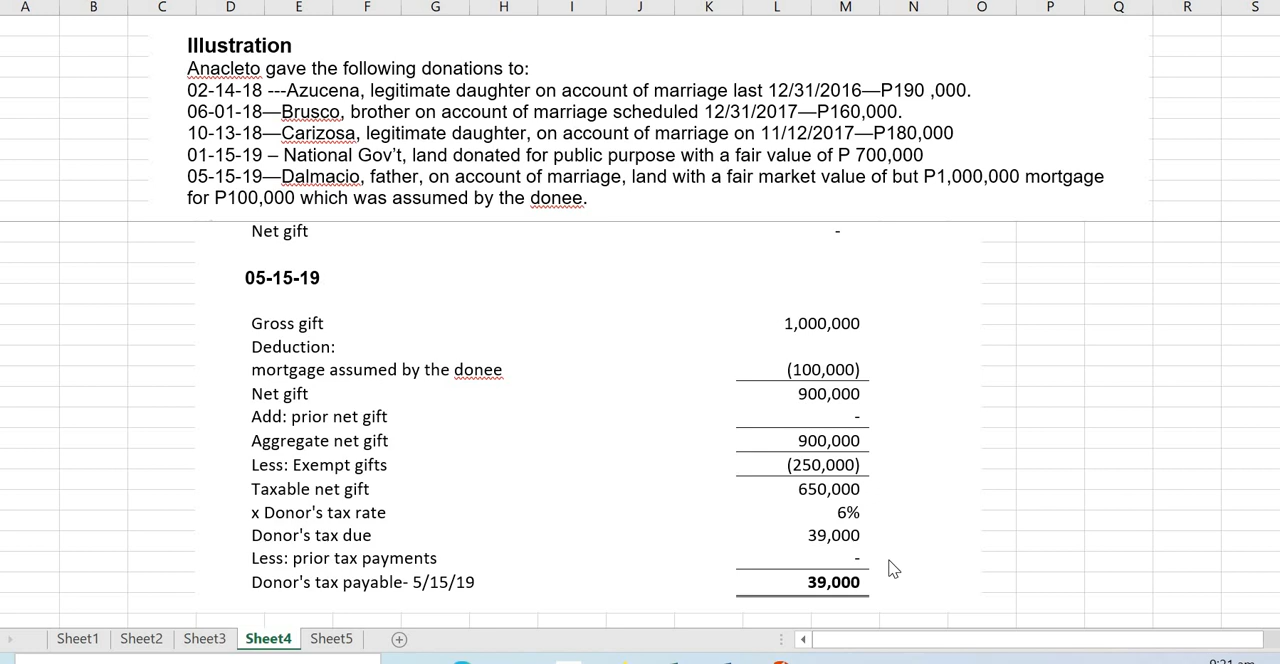 A B C D E F G H I J K L M N O P Q R S
Illustration
Anacleto gave the following donations to:
02-14-18 ---Azucena, legitimate daughter on account of marriage last 12/31/2016—P190 ,000.
06-01-18—Brusco, brother on account of marriage scheduled 12/31/2017—P160,000.
10-13-18—Carizosa, legitimate daughter, on account of marriage on 11/12/2017—P180,000
01-15-19 – National Gov't, land donated for public purpose with a fair value of P 700,000
05-15-19—Dalmacio, father, on account of marriage, land with a fair market value of but P1,000,000 mortgage
for P100,000 which was assumed by the donee.
Net gift -
05-15-19
Gross gift 1,000,000
Deduction:
mortgage assumed by the donee (100,000)
Net gift 900,000
Add: prior net gift -
Aggregate net gift 900,000
Less: Exempt gifts (250,000)
Taxable net gift 650,000
x Donor's tax rate 6%
Donor's tax due 39,000
Less: prior tax payments -
Donor's tax payable- 5/15/19 39,000
Sheet1 Sheet2 Sheet3 Sheet4 Sheet5